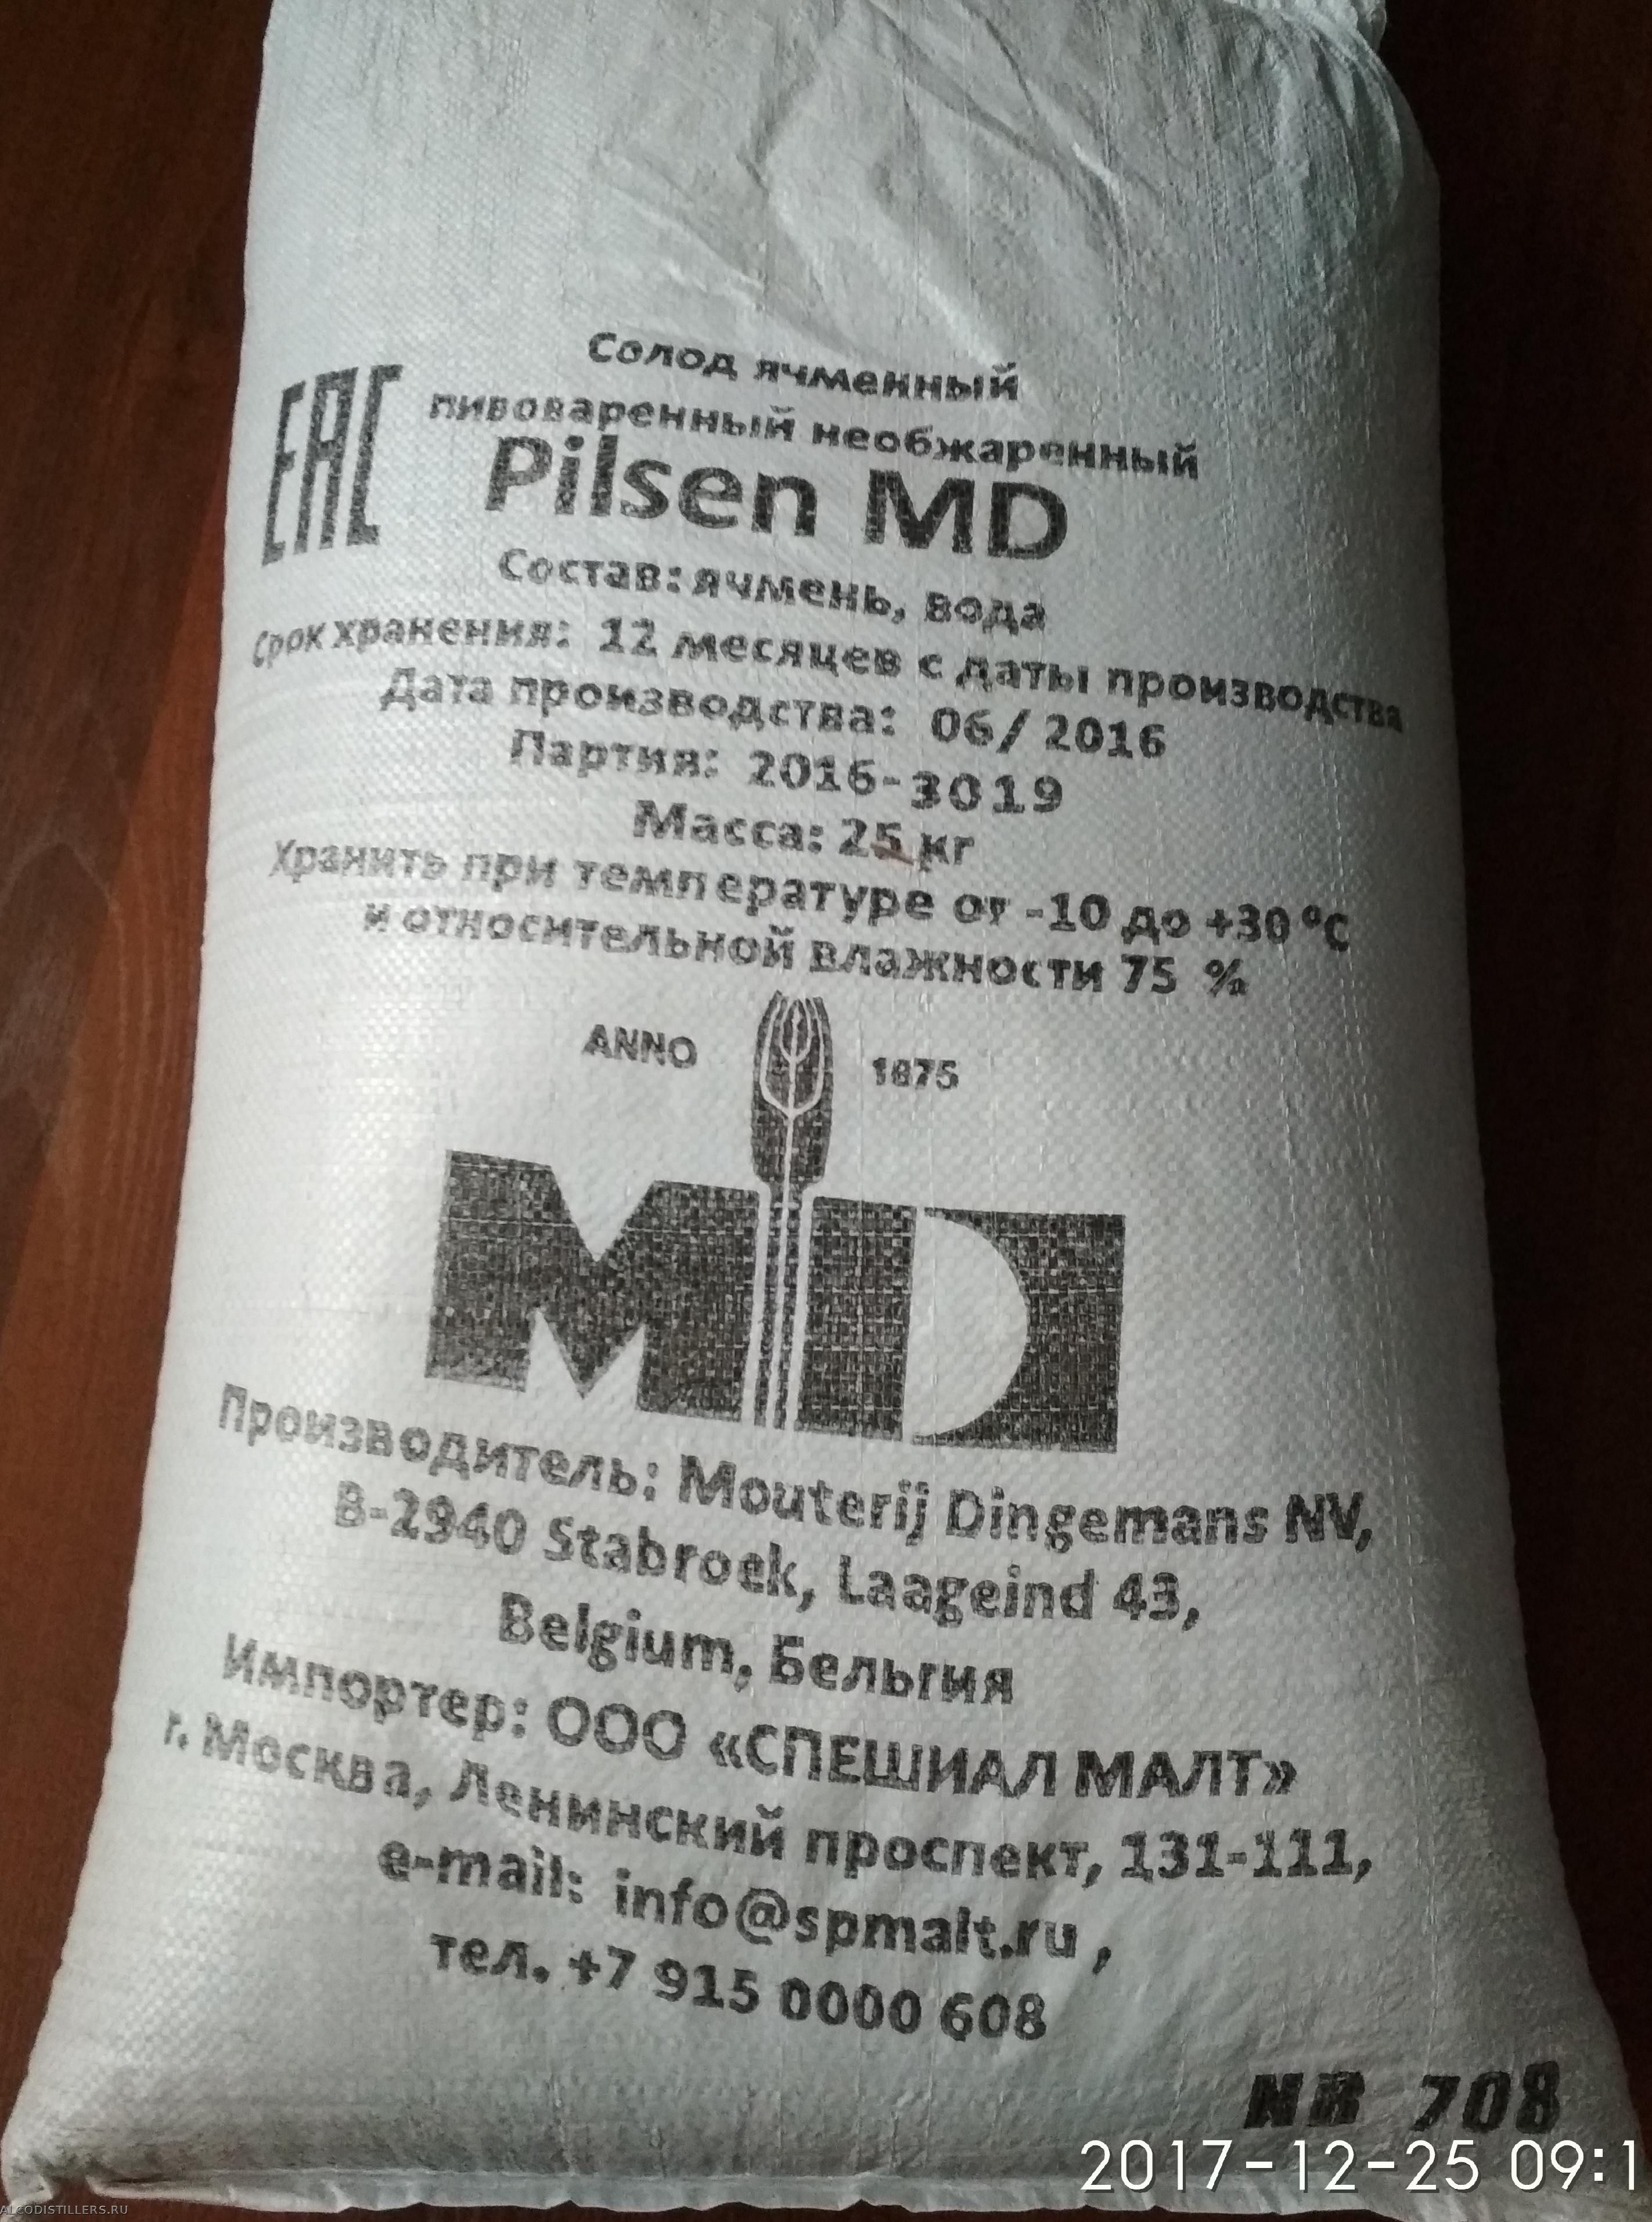 Солод ячменный
пивоваренный необжаренный
EAC
Pilsen MD
Состав: ячмень, вода
Срок хранения: 12 месяцев с даты производства
Дата производства: 06/ 2016
Партия: 2016-3019
Масса: 25 кг
Хранить при температуре от -10 до +30 °C
и относительной влажности 75 %
ANNO 1875
MD
Производитель: Mouterij Dingemans NV,
B-2940 Stabroek, Laageind 43,
Belgium, Бельгия
Импортер: ООО «СПЕШИАЛ МАЛТ»
г. Москва, Ленинский проспект, 131-111,
e-mail: info@spmalt.ru ,
тел. +7 915 0000 608
NR 708
2017-12-25 09:1
ALCODISTILLERS.RU